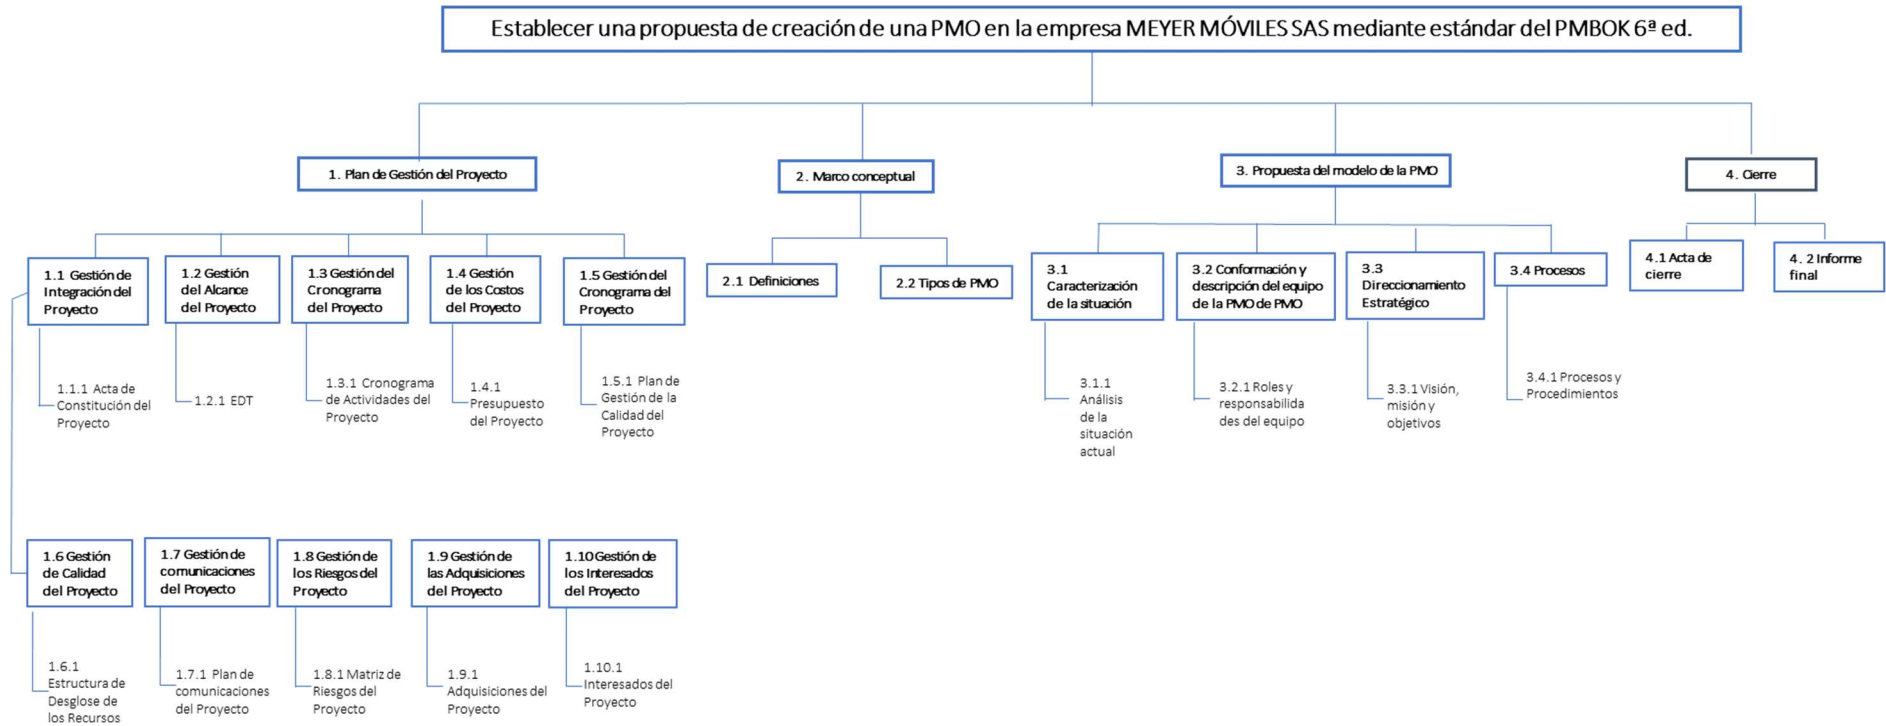 Establecer una propuesta de creación de una PMO en la empresa MEYER MÓVILES SAS mediante estándar del PMBOK 6ª ed.
1. Plan de Gestión del Proyecto
2. Marco conceptual
3. Propuesta del modelo de la PMO
4. Cierre
1.1 Gestión de
Integración del
Proyecto
1.2 Gestión
del Alcance
del Proyecto
1.3 Gestión del
Cronograma
del Proyecto
1.4 Gestión
de los Costos
del Proyecto
1.5 Gestión del
Cronograma del
Proyecto
2.1 Definiciones
2.2 Tipos de PMO
3.1
Caracterización
de la situación
3.2 Conformación y
descripción del equipo
de la PMO de PMO
3.3
Direccionamiento
Estratégico
3.4 Procesos
4.1 Acta de
cierre
4. 2 Informe
final
1.1.1 Acta de
Constitución del
Proyecto
1.2.1 EDT
1.3.1 Cronograma
de Actividades del
Proyecto
1.4.1
Presupuesto
del Proyecto
1.5.1 Plan de
Gestión de la
Calidad del
Proyecto
3.1.1
Análisis
de la
situación
actual
3.2.1 Roles y
responsabilida
des del equipo
3.3.1 Visión,
misión y
objetivos
3.4.1 Procesos y
Procedimientos
1.6 Gestión
de Calidad
del Proyecto
1.7 Gestión de
comunicaciones
del Proyecto
1.8 Gestión de
los Riesgos del
Proyecto
1.9 Gestión de
las Adquisiciones
del Proyecto
1.10 Gestión de
los Interesados
del Proyecto
1.6.1
Estructura de
Desglose de
los Recursos
1.7.1 Plan de
comunicaciones
del Proyecto
1.8.1 Matriz de
Riesgos del
Proyecto
1.9.1
Adquisiciones del
Proyecto
1.10.1
Interesados del
Proyecto